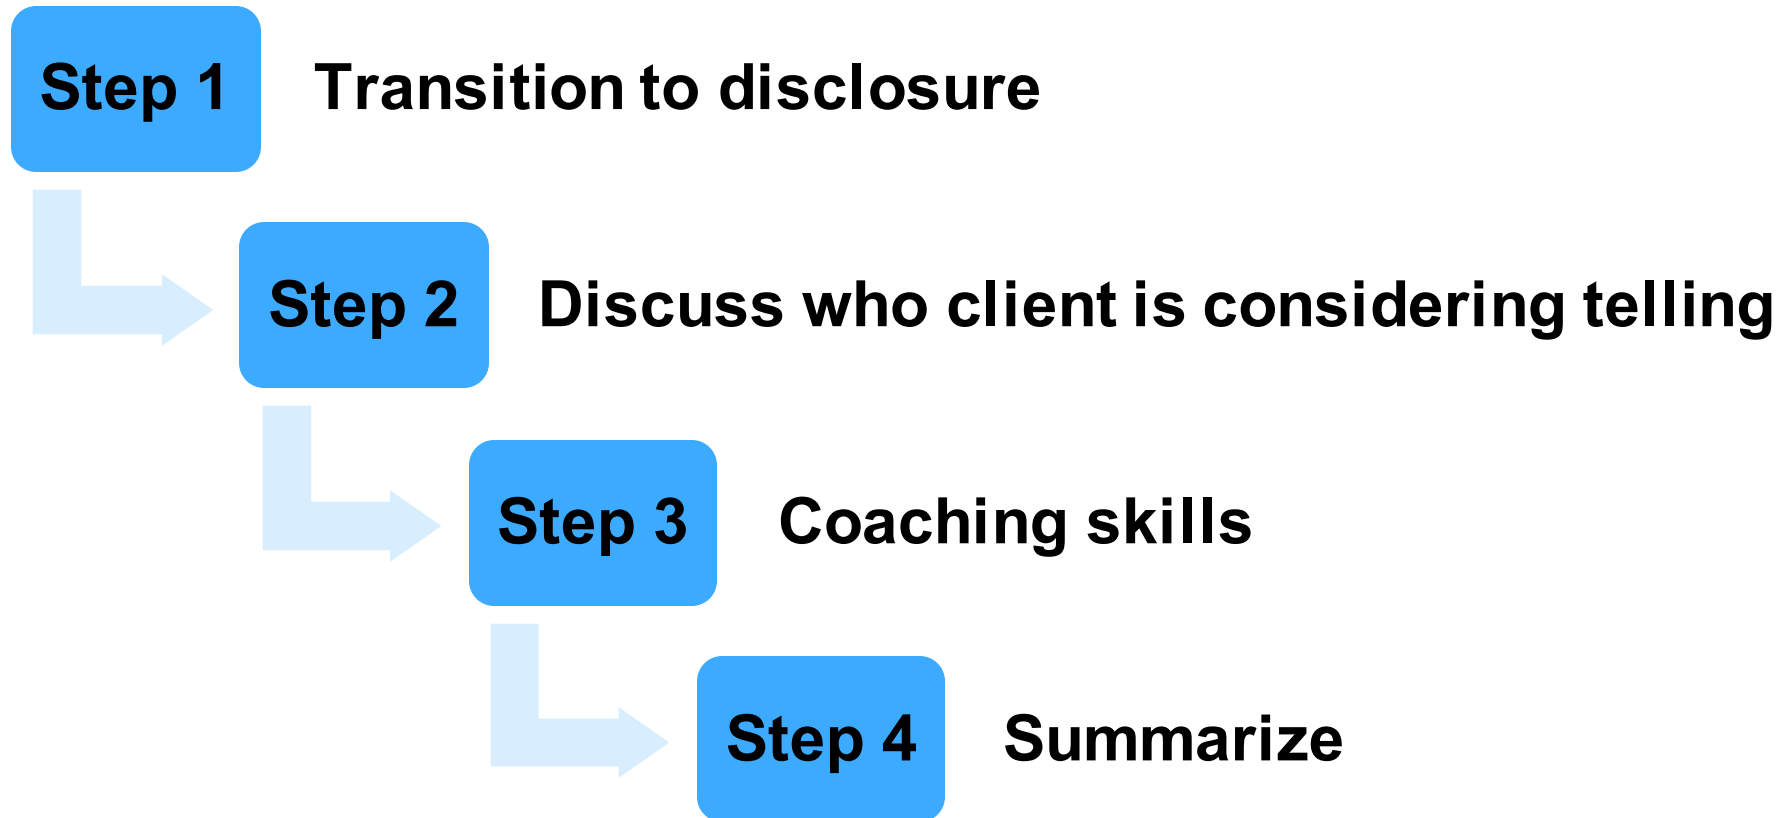 Step 1 Transition to disclosure
Step 2 Discuss who client is considering telling
Step 3 Coaching skills
Step 4 Summarize